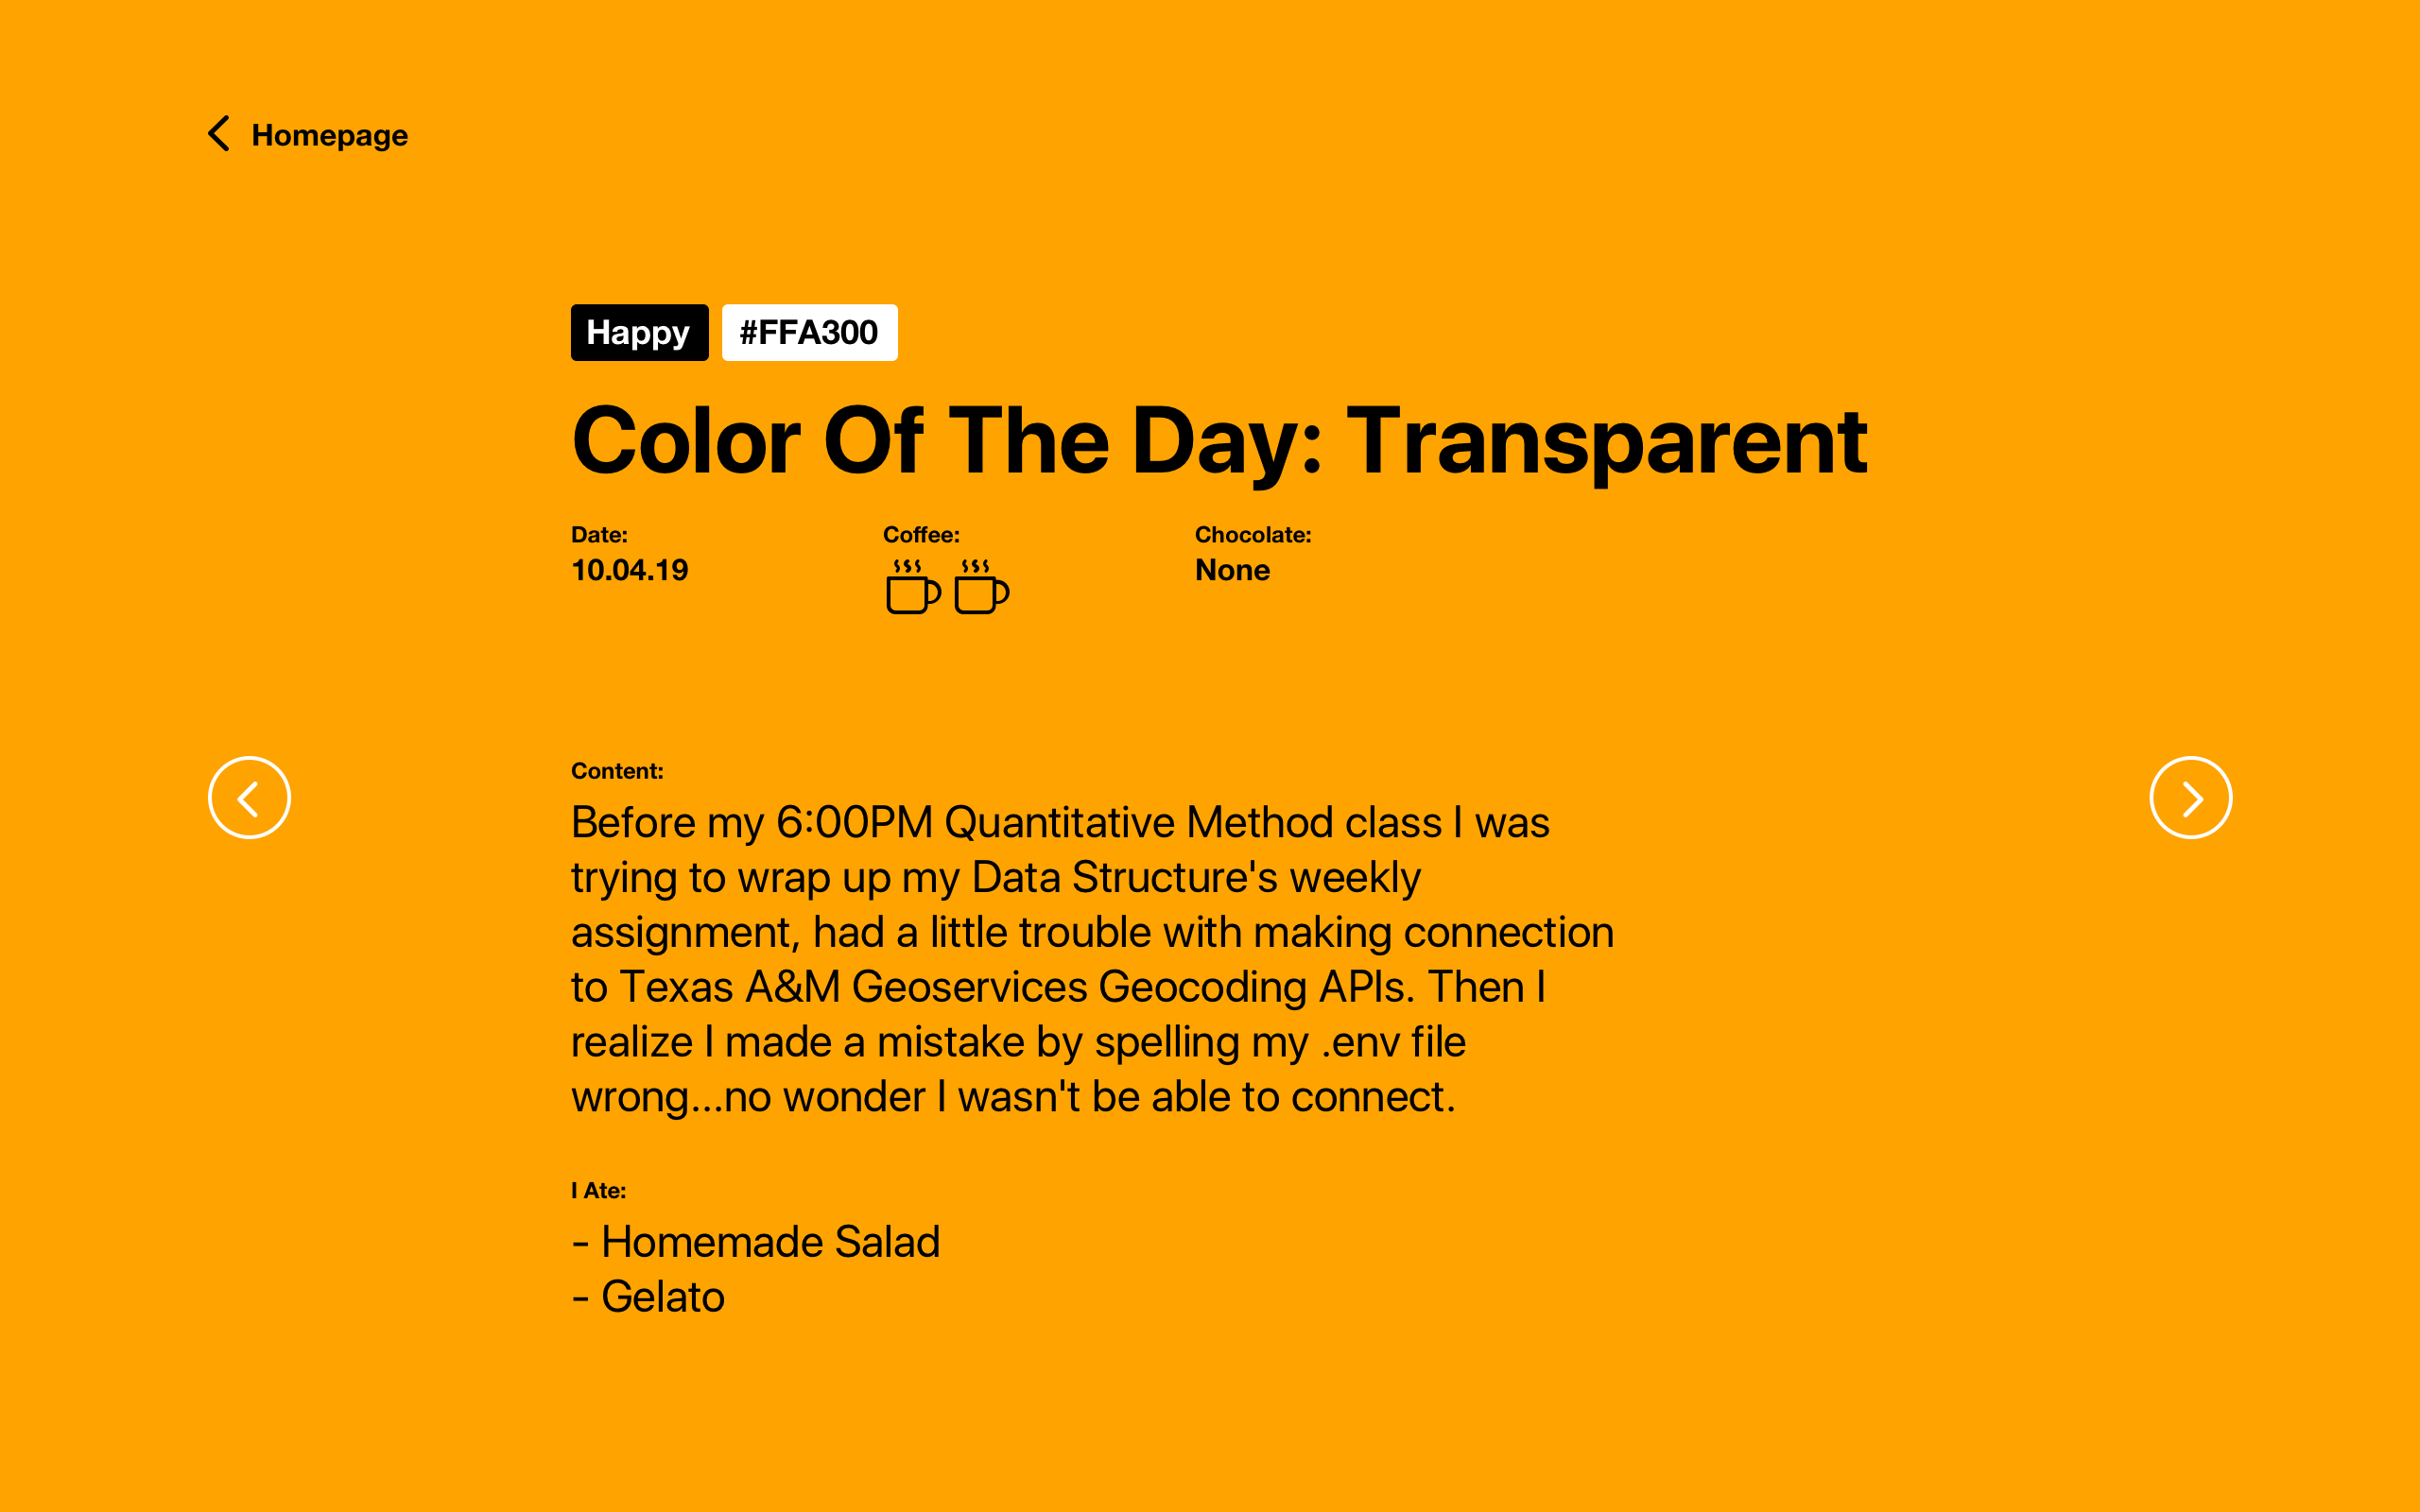 Homepage
Happy #FFA300
Color Of The Day: Transparent
Date: Coffee: Chocolate:
10.04.19 None
Content:
Before my 6:00PM Quantitative Method class I was
trying to wrap up my Data Structure's weekly
assignment, had a little trouble with making connection
to Texas A&M Geoservices Geocoding APIs. Then I
realize I made a mistake by spelling my .env file
wrong...no wonder I wasn't be able to connect.
I Ate:
- Homemade Salad
- Gelato